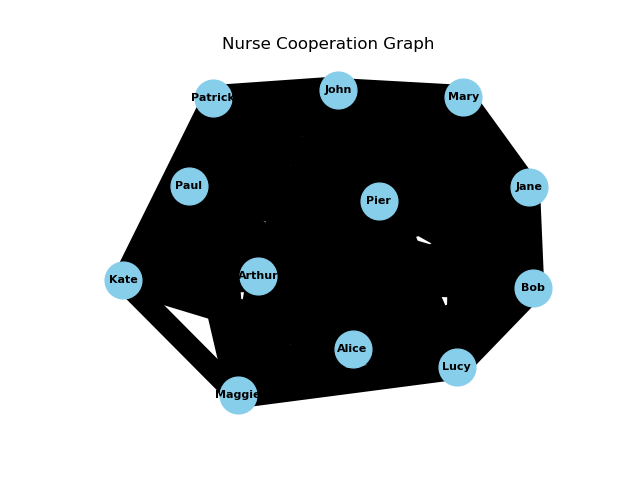 Nurse Cooperation Graph
John
Patrick
Mary
Paul
Jane
Pier
Arthur
Kate
Bob
Alice
Lucy
Maggie